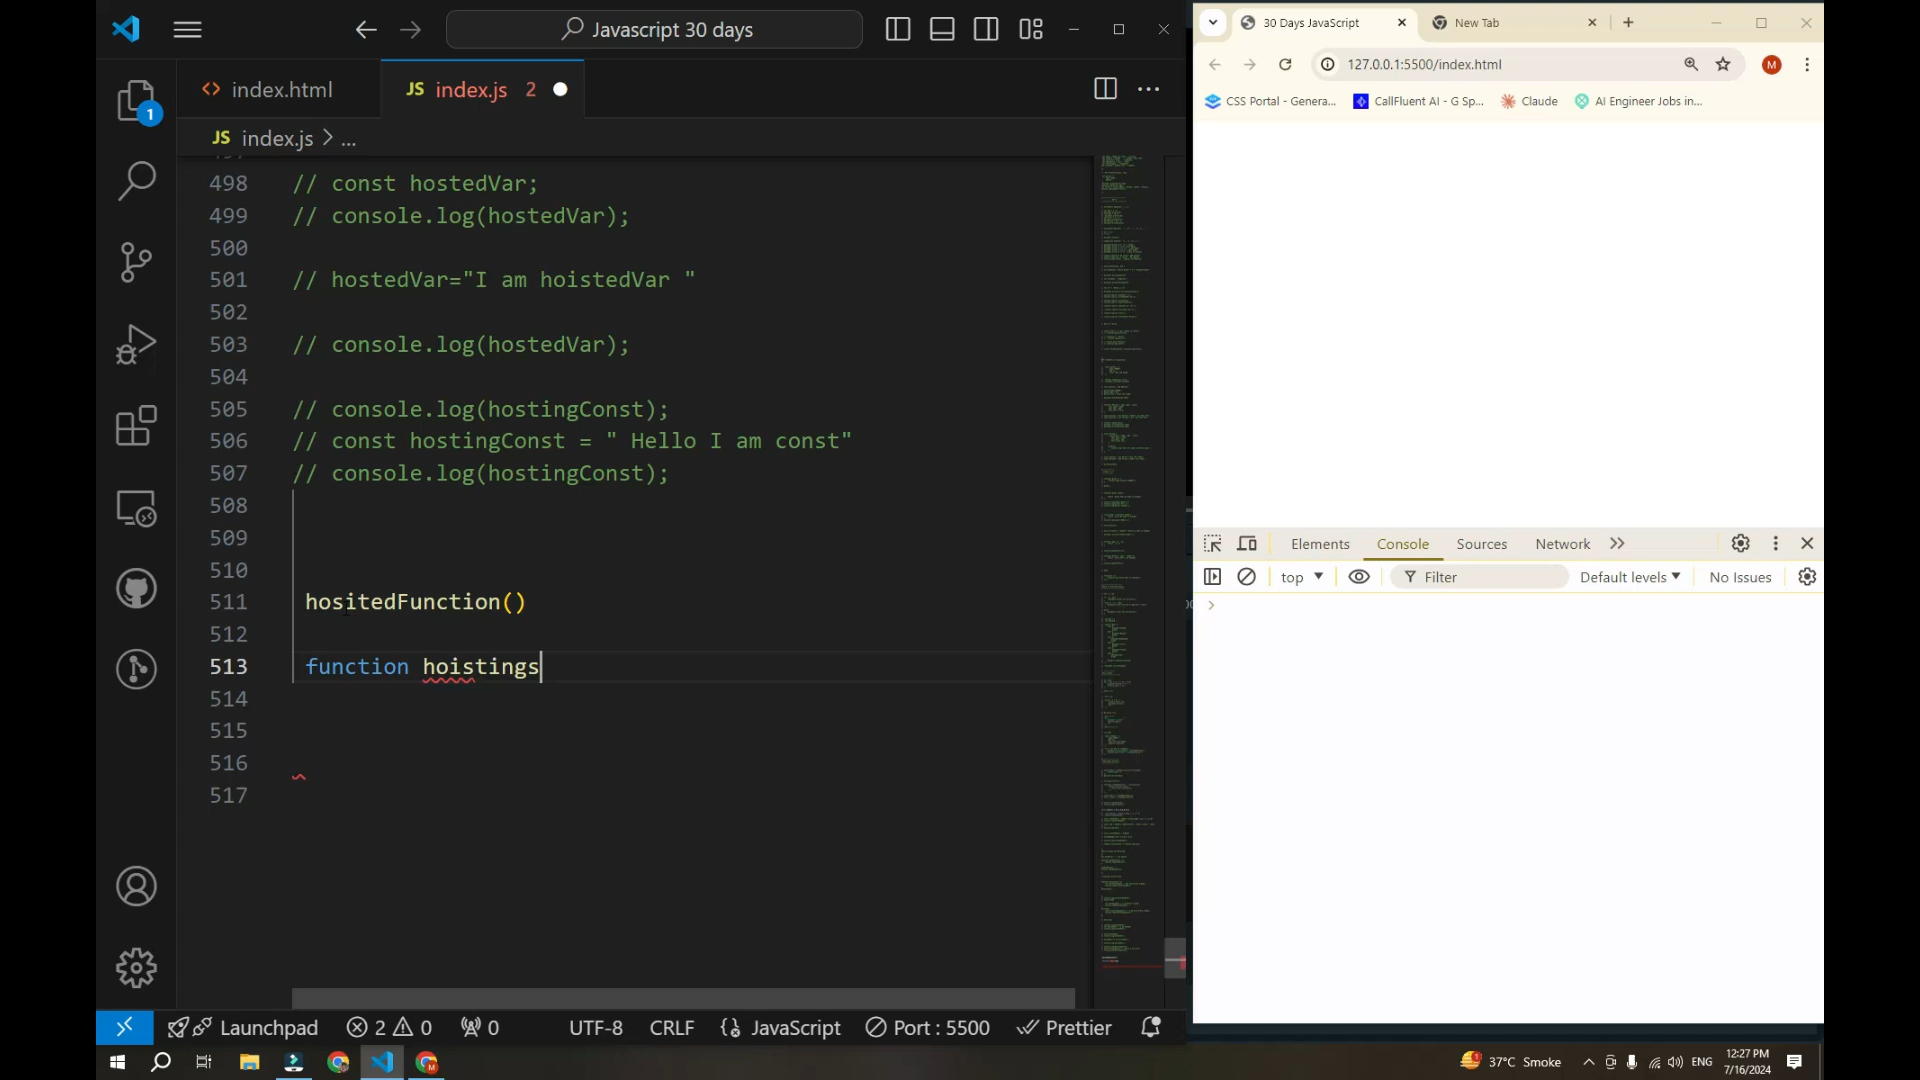 Javascript 30 days
index.html
JS index.js 2
JS index.js > ...
1
498 // const hostedVar;
499 // console.log(hostedVar);
500
501 // hostedVar="I am hoistedVar "
502
503 // console.log(hostedVar);
504
505 // console.log(hostingConst);
506 // const hostingConst = " Hello I am const"
507 // console.log(hostingConst);
508
509
510
511 hositedFunction()
512
513 function hoistings
514
515
516
517
Launchpad 2 0 0 UTF-8 CRLF JavaScript Port : 5500 Prettier
30 Days JavaScript New Tab
127.0.0.1:5500/index.html M
CSS Portal - Genera... CallFluent AI - G Sp... Claude AI Engineer Jobs in...
Elements Console Sources Network
top Filter Default levels No Issues
37°C Smoke ENG 12:27 PM
7/16/2024